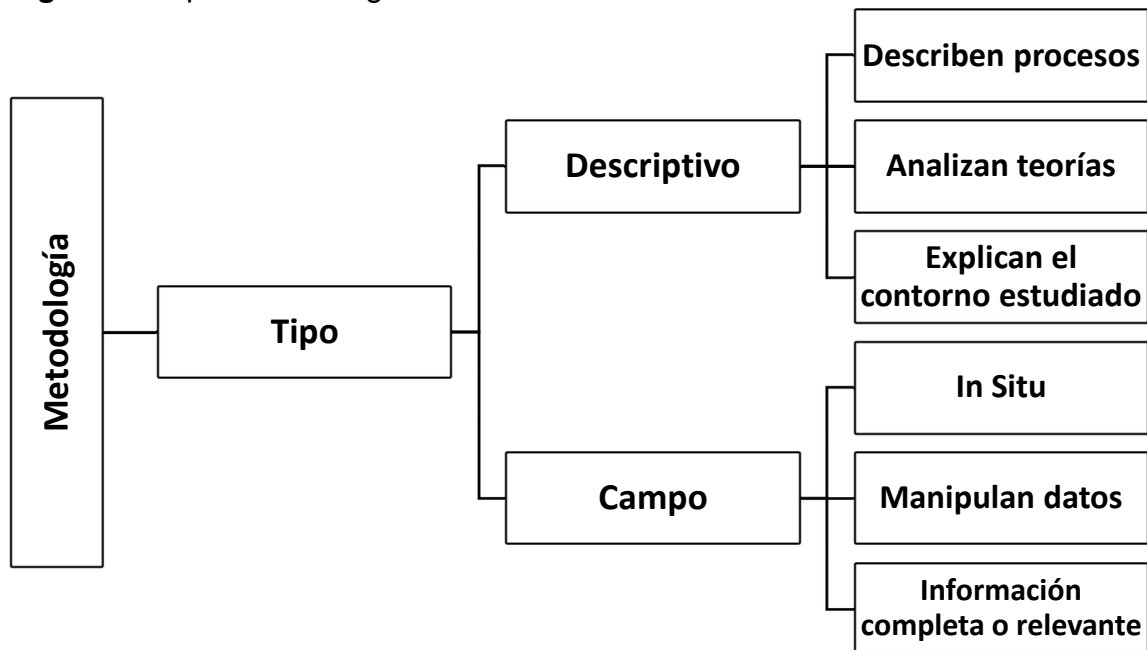 Metodología
Tipo
Descriptivo
Describen procesos
Analizan teorías
Explican el
contorno estudiado
Campo
In Situ
Manipulan datos
Información
completa o relevante